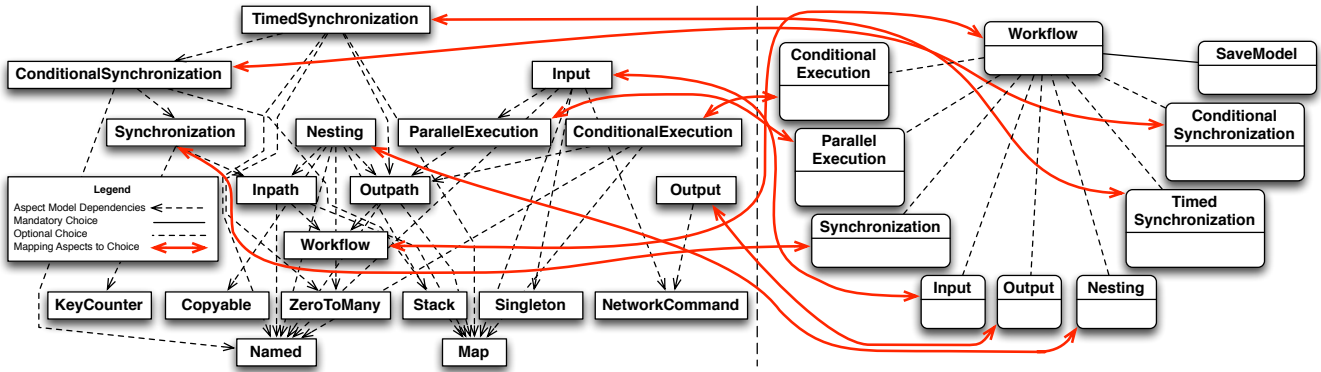 TimedSynchronization
ConditionalSynchronization
Input
Synchronization
Nesting
ParallelExecution
ConditionalExecution
Legend
Aspect Model Dependencies
Mandatory Choice
Optional Choice
Mapping Aspects to Choice
Inpath
Outpath
Output
Workflow
KeyCounter
Copyable
ZeroToMany
Stack
Singleton
NetworkCommand
Named
Map
Workflow
SaveModel
Conditional
Execution
Conditional
Synchronization
Parallel
Execution
Timed
Synchronization
Synchronization
Input
Output
Nesting